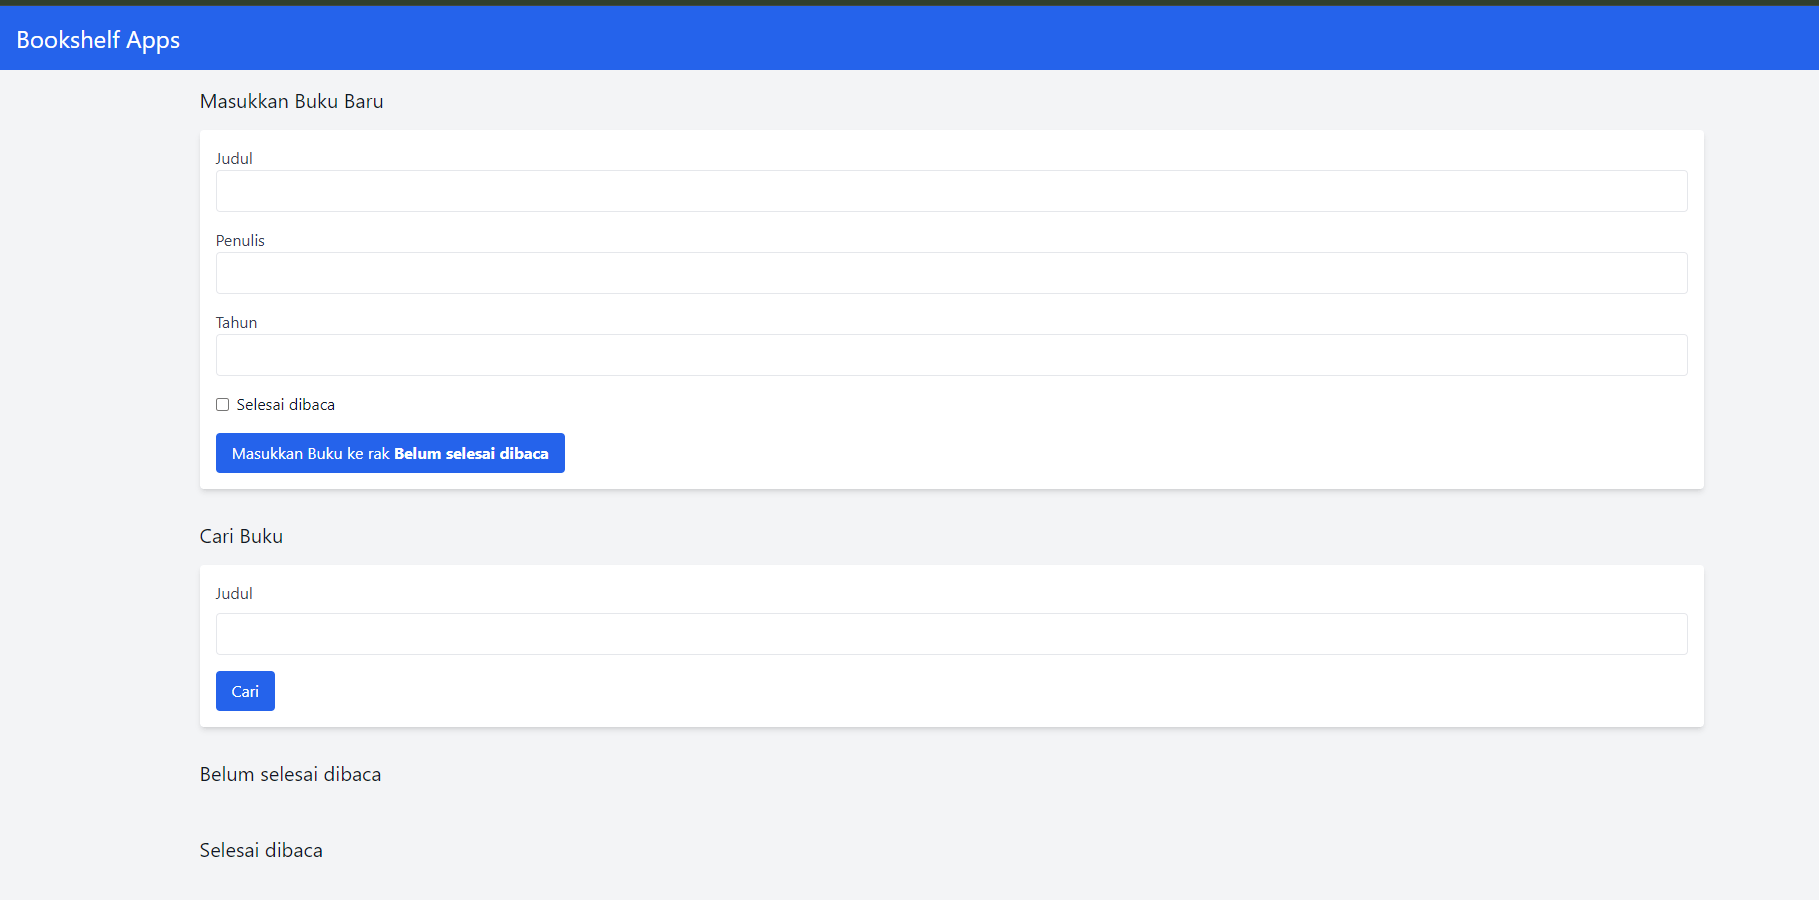 Bookshelf Apps
Masukkan Buku Baru
Judul
Penulis
Tahun
Selesai dibaca
Masukkan Buku ke rak Belum selesai dibaca
Cari Buku
Judul
Cari
Belum selesai dibaca
Selesai dibaca